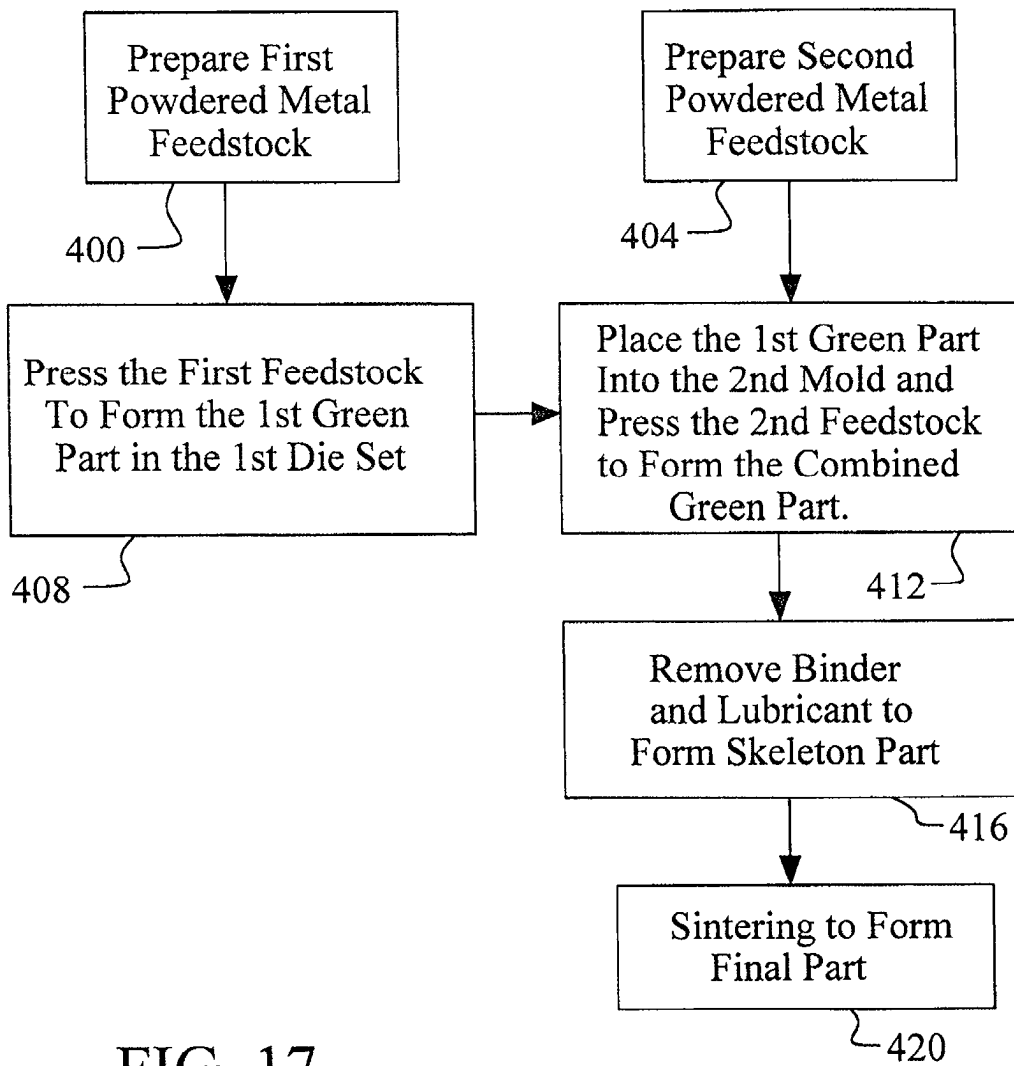 Prepare First
Powdered Metal
Feedstock
400
Prepare Second
Powdered Metal
Feedstock
404
Press the First Feedstock
To Form the 1st Green
Part in the 1st Die Set
408
Place the 1st Green Part
Into the 2nd Mold and
Press the 2nd Feedstock
to Form the Combined
Green Part.
412
Remove Binder
and Lubricant to
Form Skeleton Part
416
Sintering to Form
Final Part
420
FIG. 17